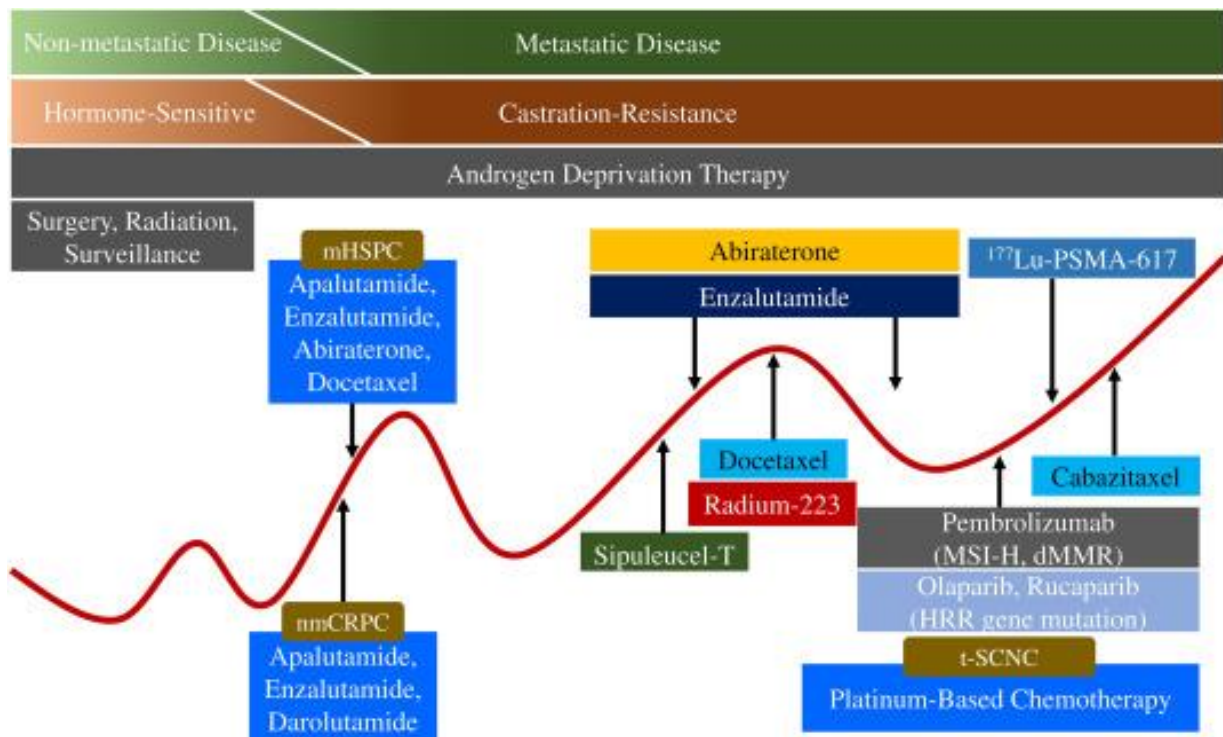 Non-metastatic Disease
Metastatic Disease
Hormone-Sensitive
Castration-Resistance
Androgen Deprivation Therapy
Surgery, Radiation,
Surveillance
mHSPC
Apalutamide,
Enzalutamide,
Abiraterone,
Docetaxel
Abiraterone
Enzalutamide
¹⁷⁷Lu-PSMA-617
Docetaxel
Radium-223
Sipuleucel-T
Cabazitaxel
Pembrolizumab
(MSI-H, dMMR)
Olaparib, Rucaparib
(HRR gene mutation)
nmCRPC
Apalutamide,
Enzalutamide,
Darolutamide
t-SCNC
Platinum-Based Chemotherapy